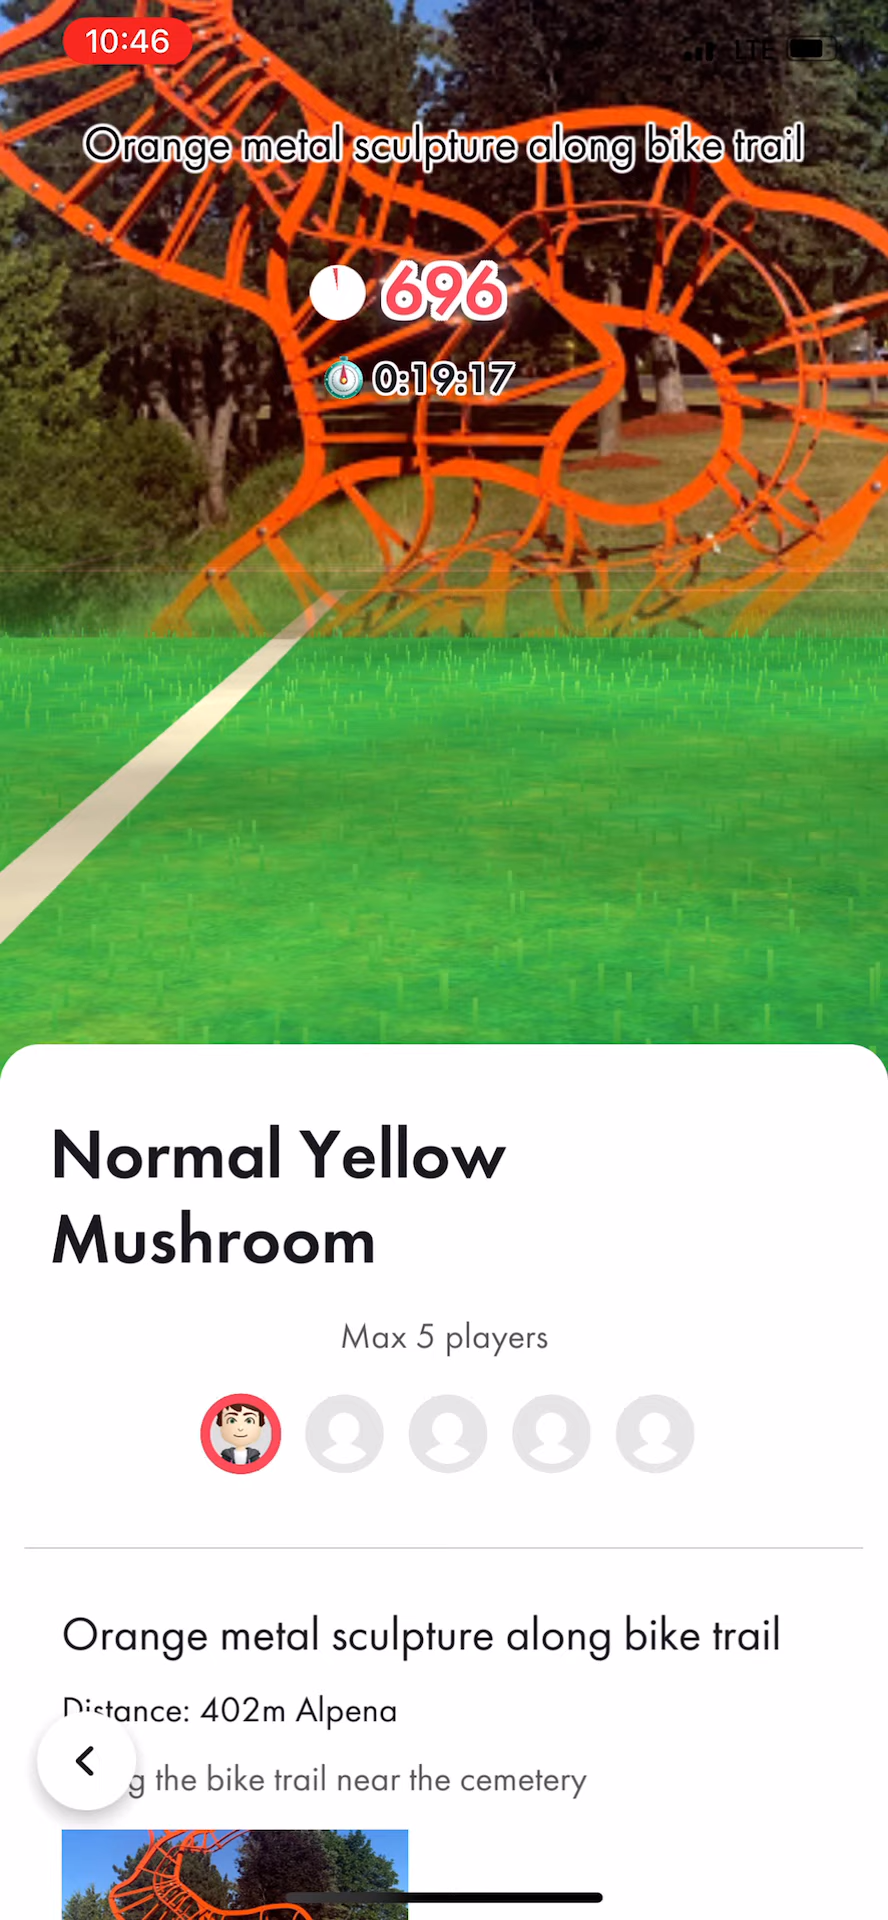 10:46
LTE
Orange metal sculpture along bike trail
696
0:19:17
Normal Yellow
Mushroom
Max 5 players
Orange metal sculpture along bike trail
Distance: 402m Alpena
the bike trail near the cemetery